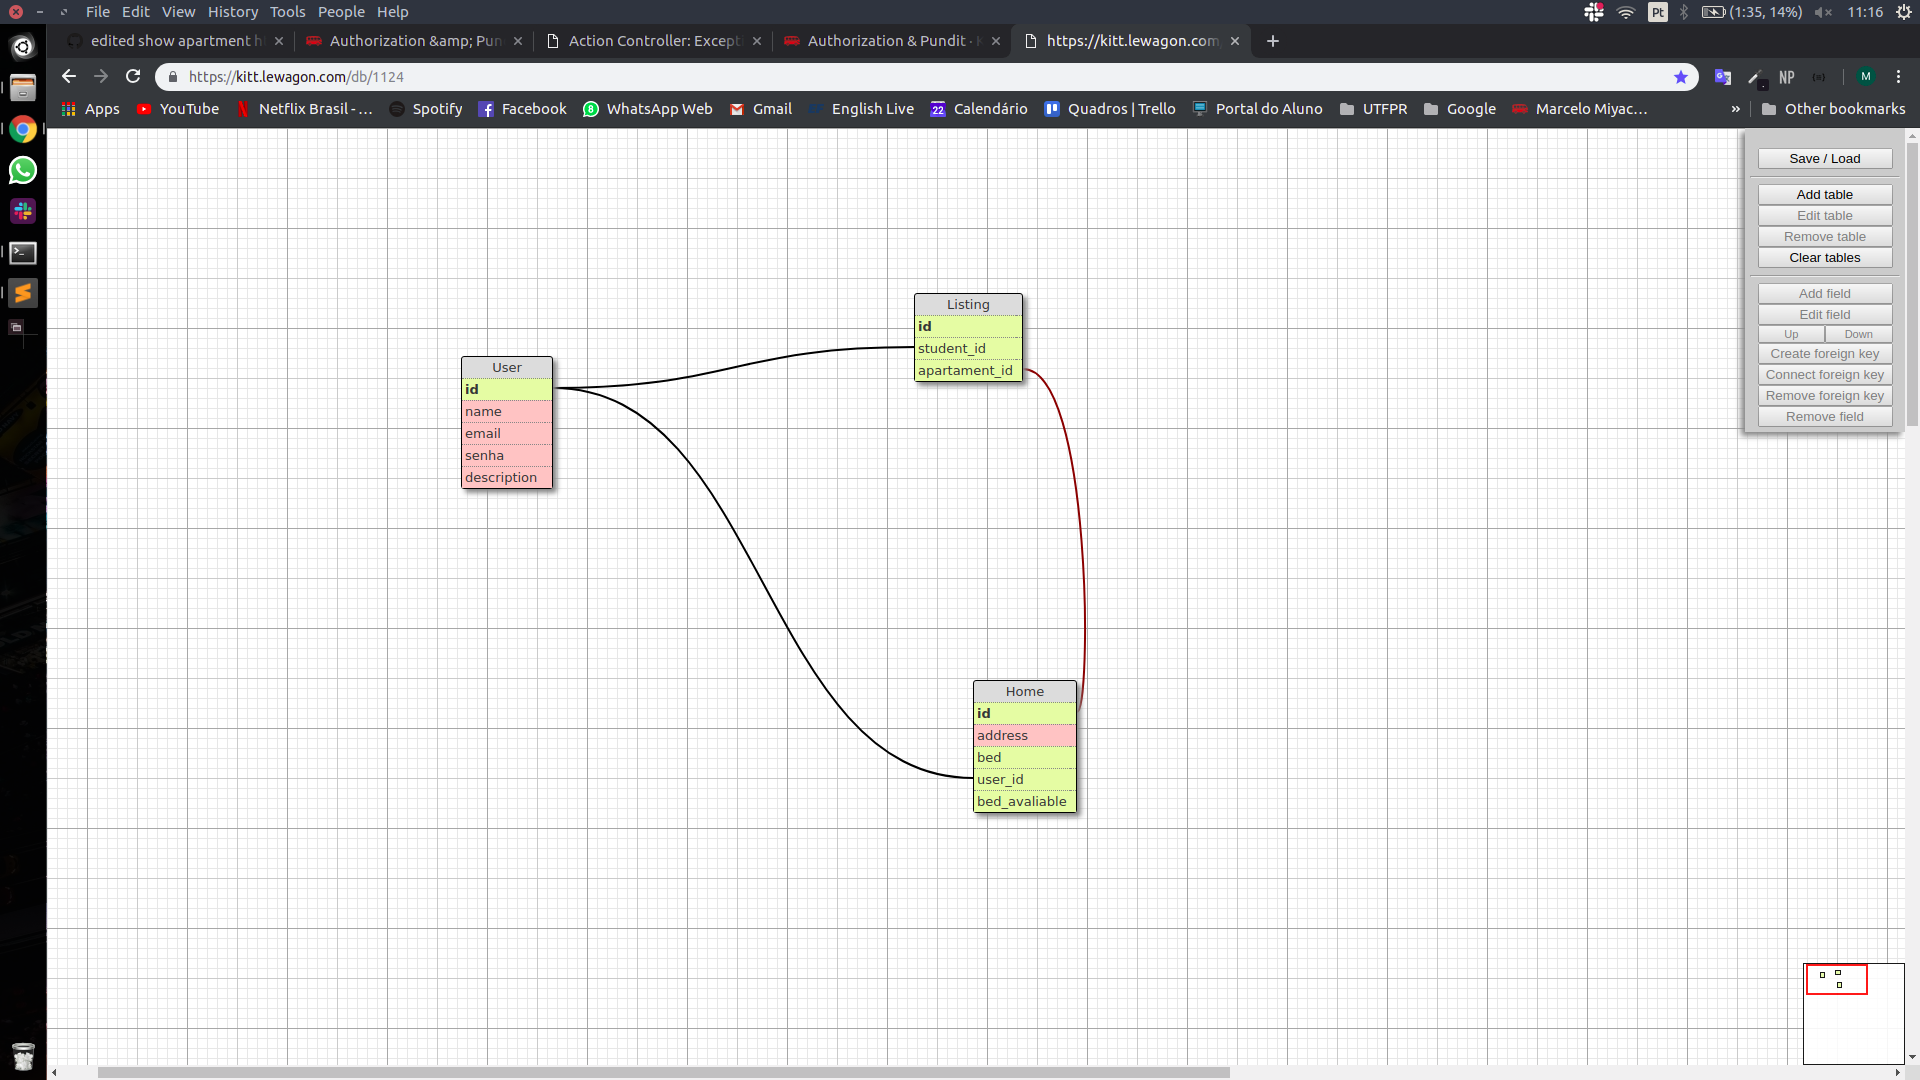 File Edit View History Tools People Help
Pt
(1:35, 14%)
11:16
edited show apartment h
Authorization &amp; Pun
Action Controller: Except
Authorization & Pundit -
https://kitt.lewagon.com
https://kitt.lewagon.com/db/1124
NP
M
Apps
YouTube
Netflix Brasil - ...
Spotify
Facebook
WhatsApp Web
Gmail
English Live
22
Calendário
Quadros | Trello
Portal do Aluno
UTFPR
Google
Marcelo Miyac...
»
Other bookmarks
Save / Load
Add table
Edit table
Remove table
Clear tables
Add field
Edit field
Up
Down
Create foreign key
Connect foreign key
Remove foreign key
Remove field
Listing
id
student_id
apartament_id
User
id
name
email
senha
description
Home
id
address
bed
user_id
bed_avaliable